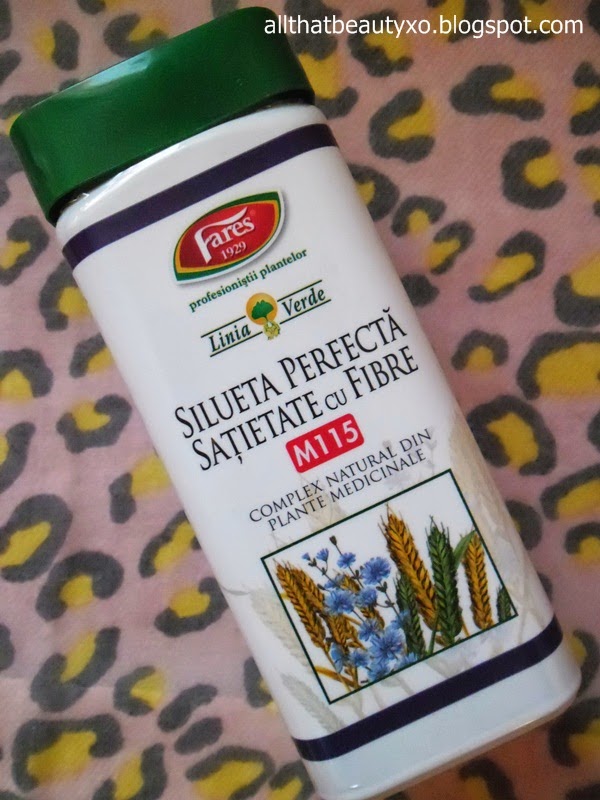 allthatbeautyxo.blogspot.com
Fares
1929
profesioniștii plantelor
Linia Verde
SILUETA PERFECTĂ
SAȚIETATE CU FIBRE
M115
COMPLEX NATURAL DIN
PLANTE MEDICINALE